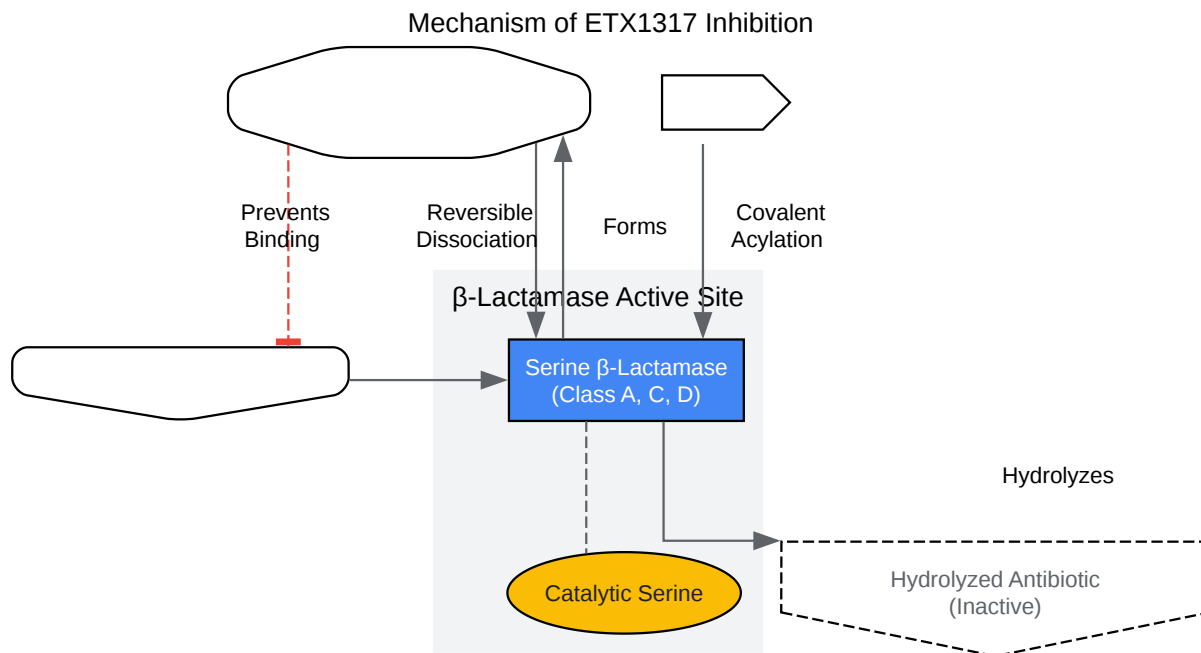 Mechanism of ETX1317 Inhibition
Prevents
Binding
Reversible
Dissociation
Forms
Covalent
Acylation
β-Lactamase Active Site
Serine β-Lactamase
(Class A, C, D)
Hydrolyzes
Hydrolyzed Antibiotic
(Inactive)
Catalytic Serine